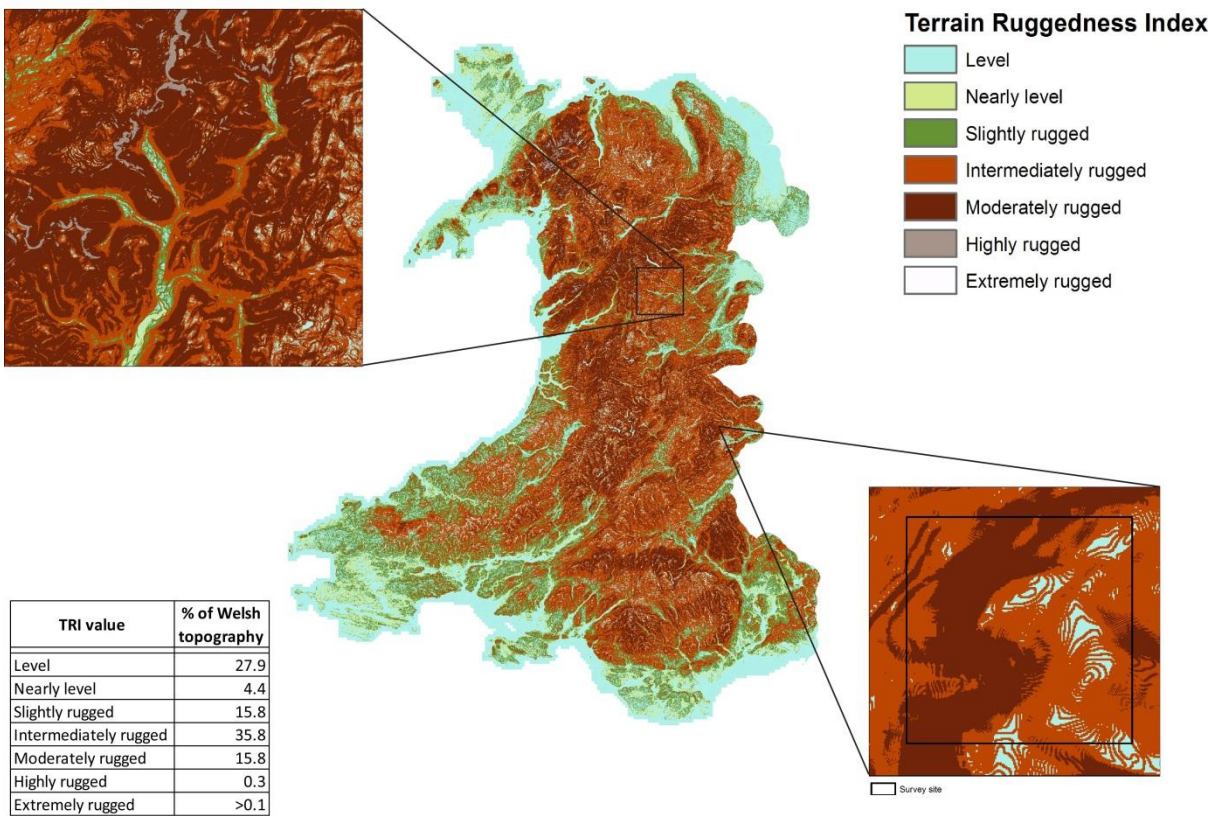 Terrain Ruggedness Index
Level
Nearly level
Slightly rugged
Intermediately rugged
Moderately rugged
Highly rugged
Extremely rugged
TRI value % of Welsh topography
Level 27.9
Nearly level 4.4
Slightly rugged 15.8
Intermediately rugged 35.8
Moderately rugged 15.8
Highly rugged 0.3
Extremely rugged >0.1
Survey site